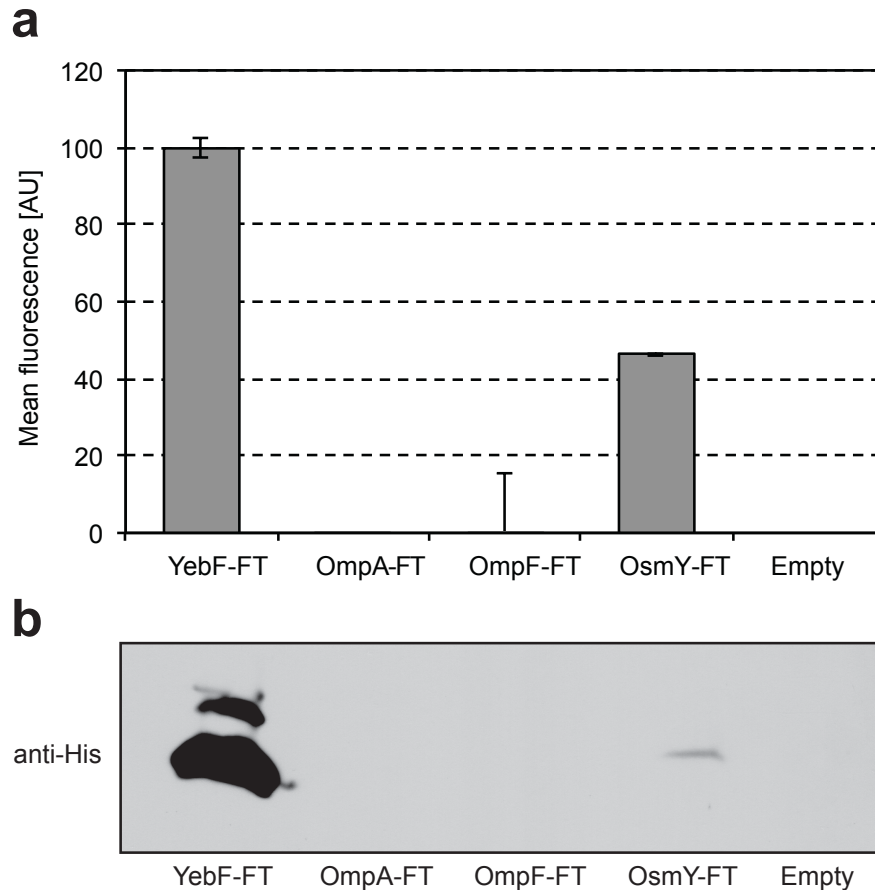 a
120
100
80
60
40
20
0
Mean fluorescence [AU]
YebF-FT OmpA-FT OmpF-FT OsmY-FT Empty
b
anti-His
YebF-FT OmpA-FT OmpF-FT OsmY-FT Empty